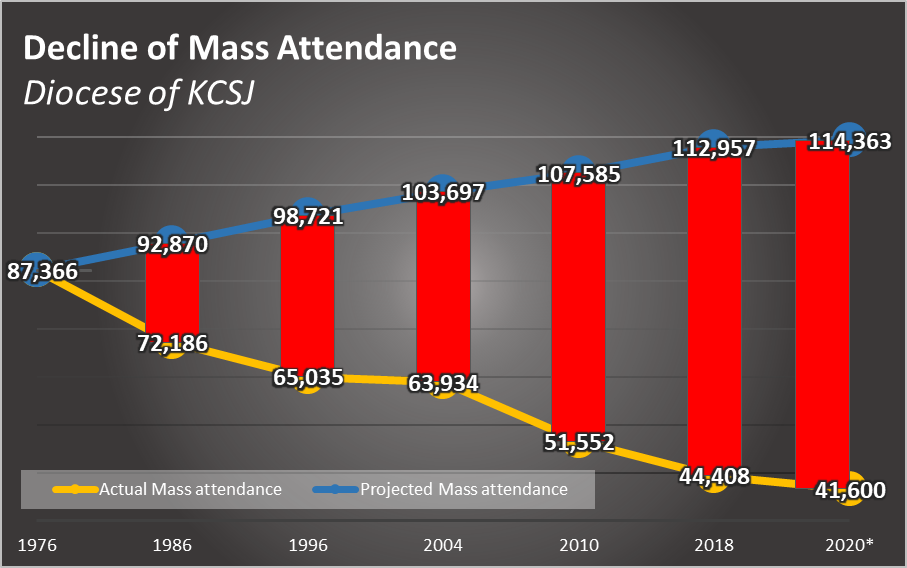 Decline of Mass Attendance
Diocese of KCSJ
87,366
92,870
98,721
103,697
107,585
112,957
114,363
72,186
65,035
63,934
51,552
44,408
41,600
Actual Mass attendance
Projected Mass attendance
1976 1986 1996 2004 2010 2018 2020*